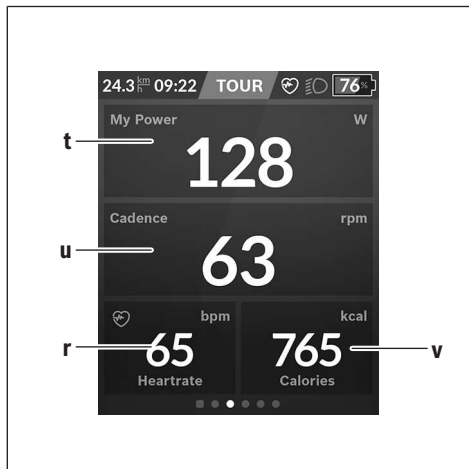 24.3 km/h 09:22 TOUR 76%
My Power W
t
128
Cadence rpm
u
63
bpm kcal
r 65 765 v
Heartrate Calories